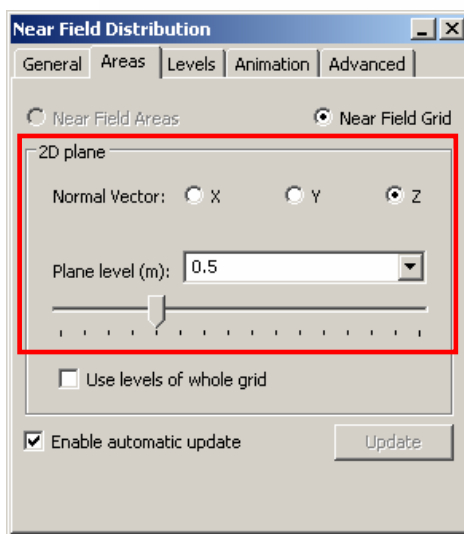 Near Field Distribution
General Areas Levels Animation Advanced
Near Field Areas Near Field Grid
2D plane
Normal Vector: X Y Z
Plane level (m): 0.5
Use levels of whole grid
Enable automatic update Update